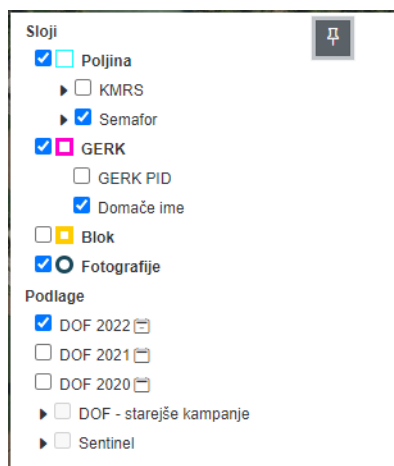 Sloji
Poljina
KMRS
Semafor
GERK
GERK PID
Domače ime
Blok
Fotografije
Podlage
DOF 2022
DOF 2021
DOF 2020
DOF - starejše kampanje
Sentinel